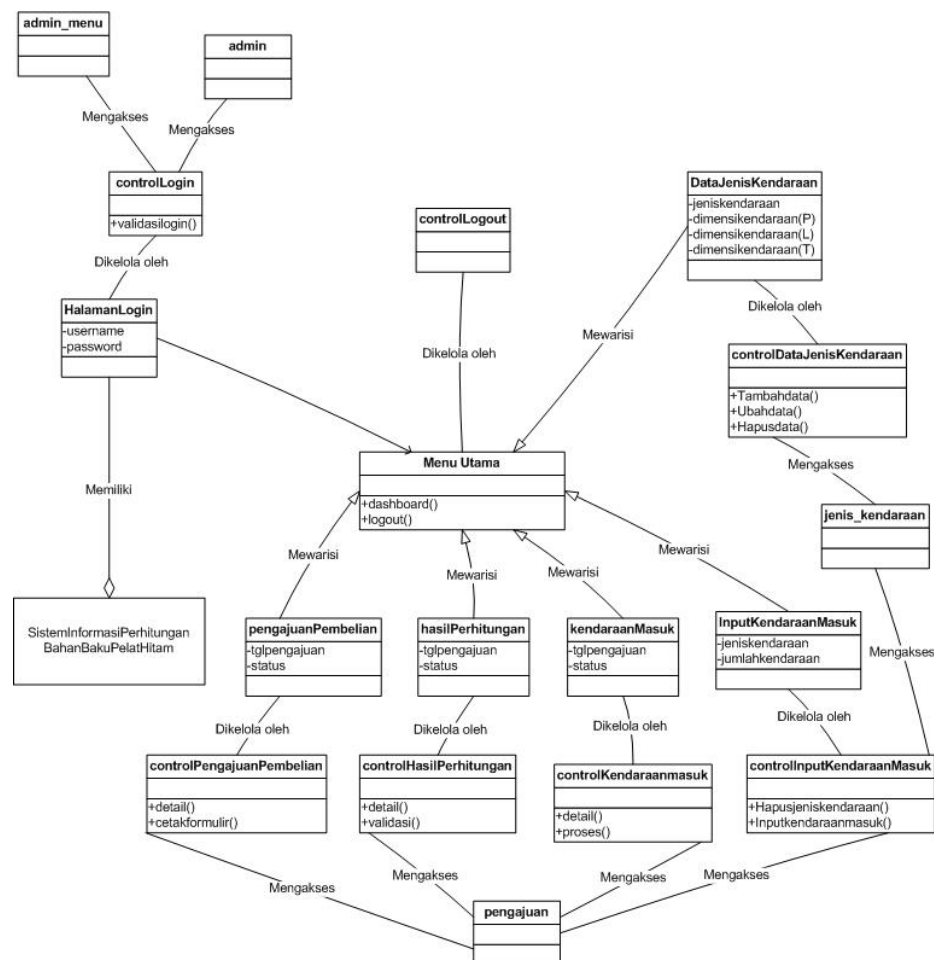 admin_menu
admin
Mengakses
Mengakses
controlLogin
+validasilogin()
Dikelola oleh
HalamanLogin
-username
-password
Memiliki
SistemInformasiPerhitungan
BahanBakuPelatHitam
controlLogout
Dikelola oleh
DataJenisKendaraan
-jeniskendaraan
-dimensikendaraan(P)
-dimensikendaraan(L)
-dimensikendaraan(T)
Mewarisi
Dikelola oleh
controlDataJenisKendaraan
+Tambahdata()
+Ubahdata()
+Hapusdata()
Mengakses
jenis_kendaraan
Mengakses
Menu Utama
+dashboard()
+logout()
Mewarisi
Mewarisi
Mewarisi
Mewarisi
pengajuanPembelian
-tglpengajuan
-status
hasilPerhitungan
-tglpengajuan
-status
kendaraanMasuk
-tglpengajuan
-status
InputKendaraanMasuk
-jeniskendaraan
-jumlahkendaraan
Dikelola oleh
Dikelola oleh
Dikelola oleh
Dikelola oleh
controlPengajuanPembelian
+detail()
+cetakformulir()
controlHasilPerhitungan
+detail()
+validasi()
controlKendaraanmasuk
+detail()
+proses()
controlInputKendaraanMasuk
+Hapusjeniskendaraan()
+Inputkendaraanmasuk()
Mengakses
Mengakses
Mengakses
Mengakses
pengajuan